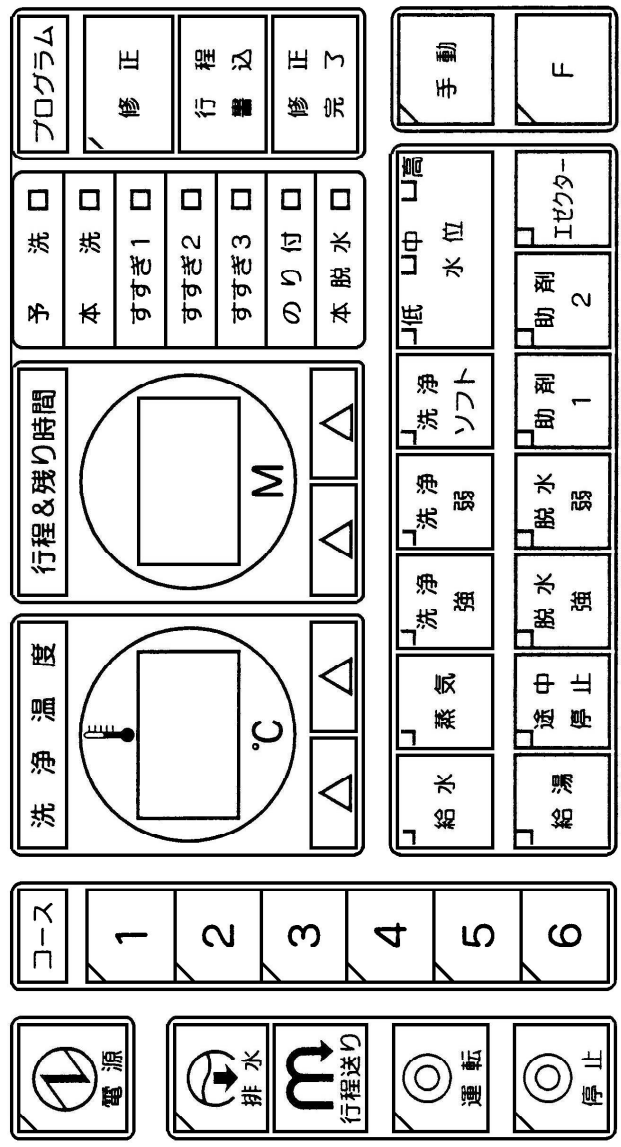 電源
排水
行程送り
運転
停止
コース
1
2
3
4
5
6
洗浄温度
℃
行程&残り時間
M
予洗
本洗
すすぎ1
すすぎ2
すすぎ3
のり付
本脱水
プログラム
修正
行程
書込
修正
完了
給水
蒸気
洗浄
強
洗浄
弱
洗浄
ソフト
低 中 高
水位
給湯
途中
停止
脱水
強
脱水
弱
助剤
1
助剤
2
エゼクター
手動
F